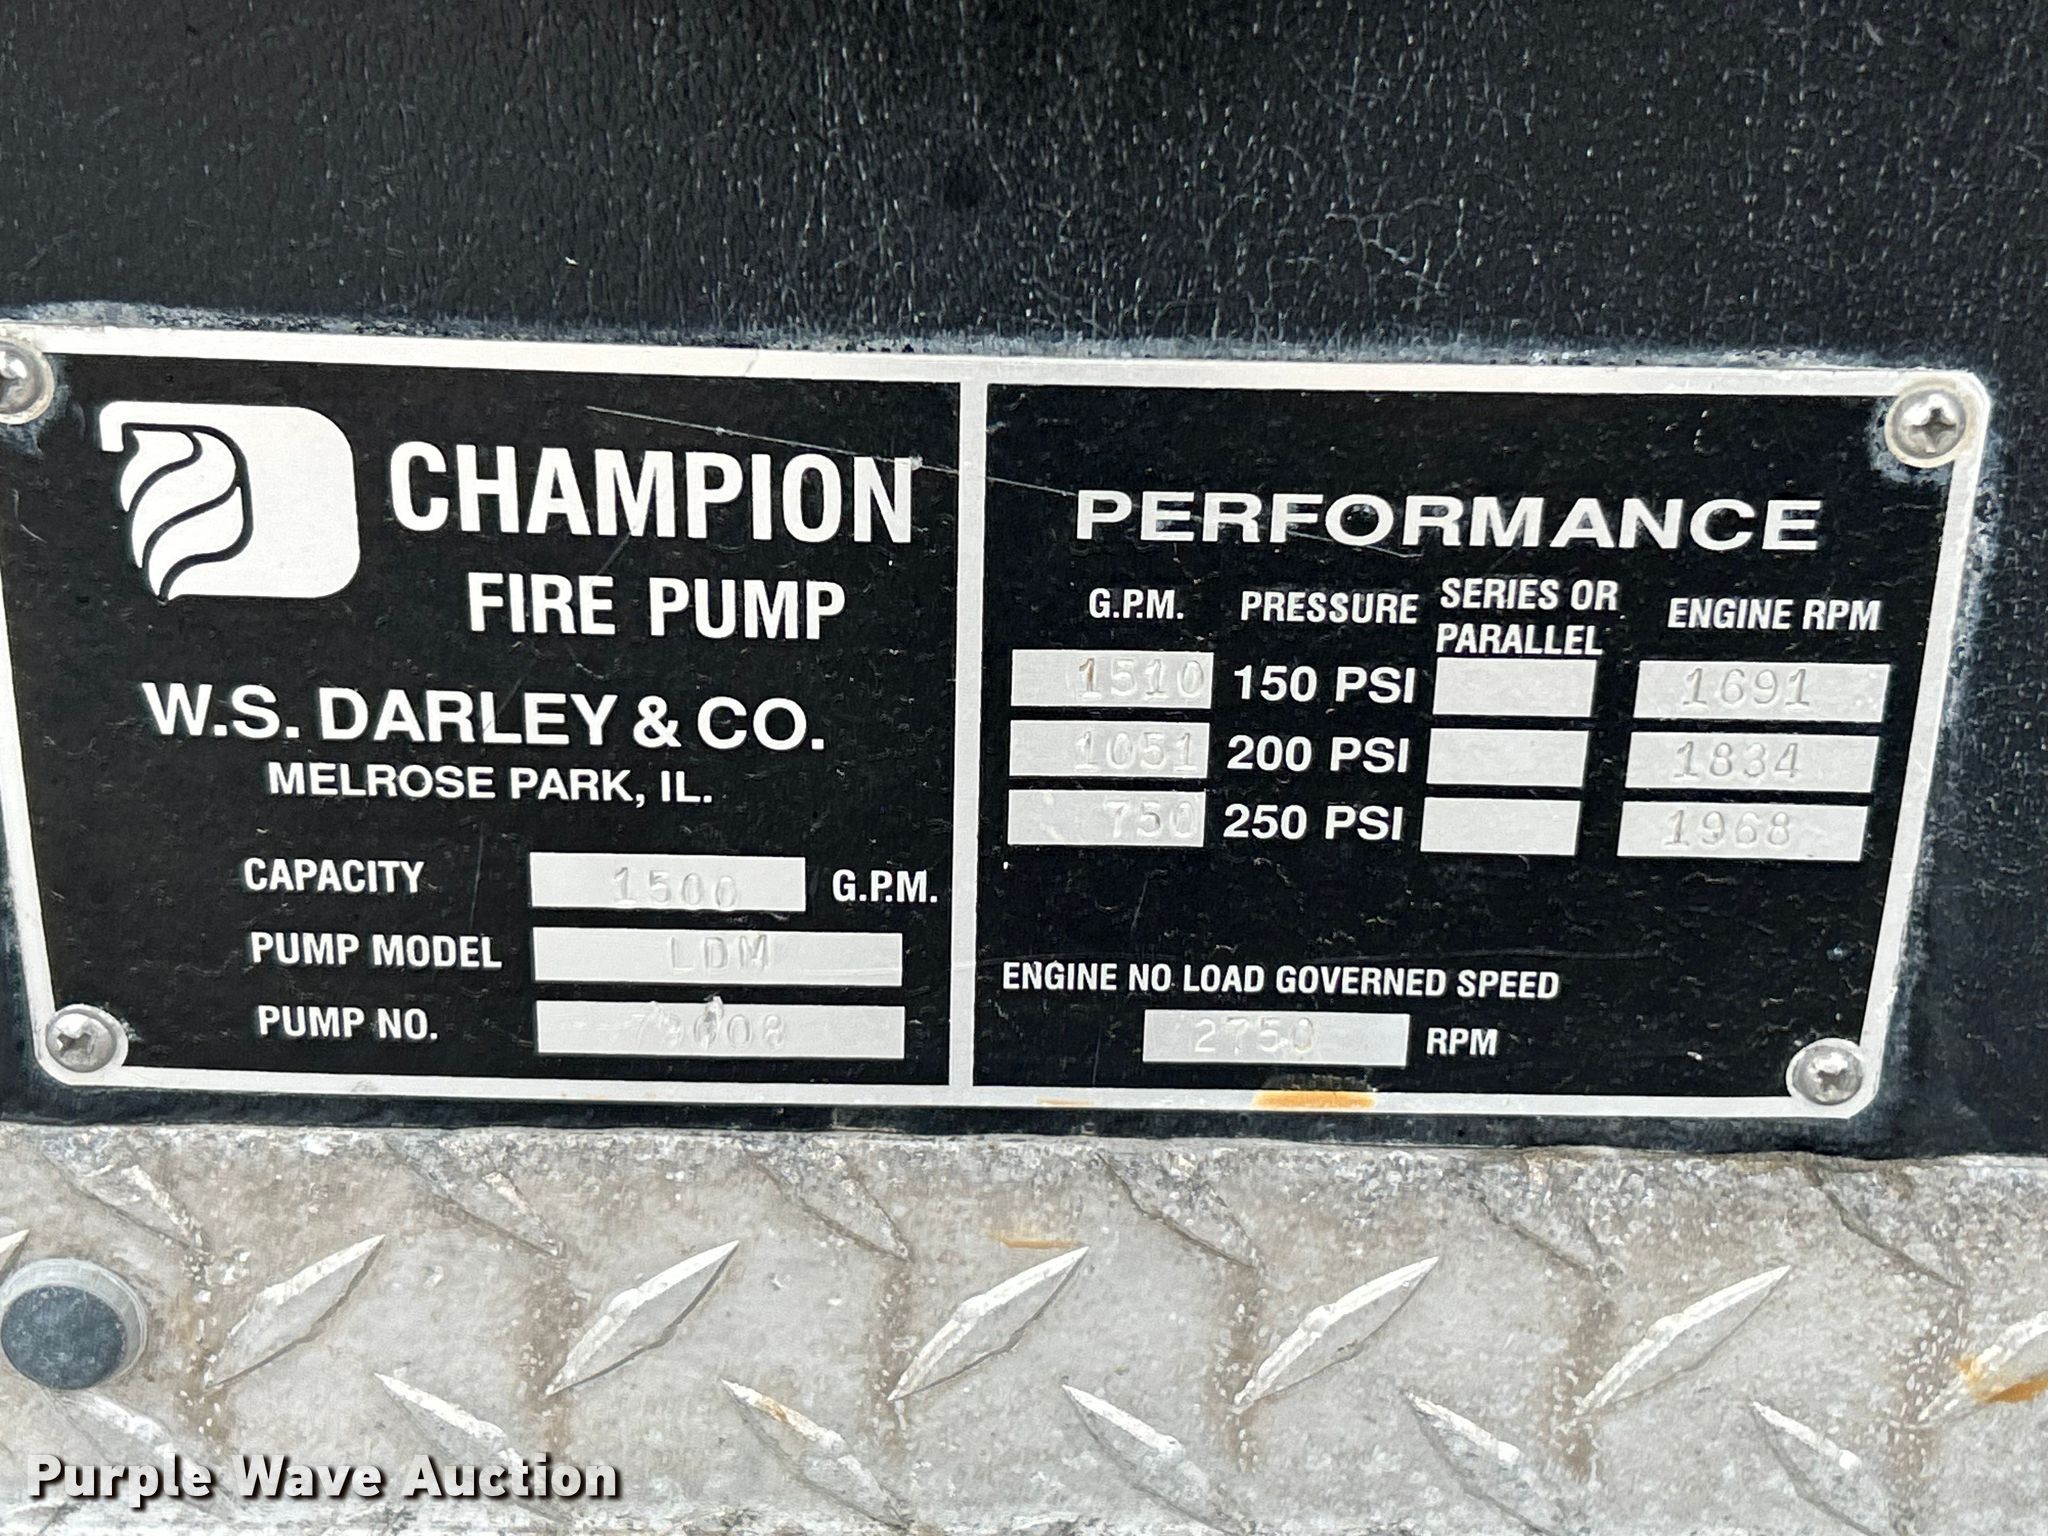 CHAMPION
FIRE PUMP
W.S. DARLEY & CO.
MELROSE PARK, IL.
CAPACITY 1500 G.P.M.
PUMP MODEL LDM
PUMP NO.
PERFORMANCE
G.P.M. PRESSURE SERIES OR PARALLEL ENGINE RPM
1510 150 PSI 1691
1051 200 PSI 1834
750 250 PSI 1968
ENGINE NO LOAD GOVERNED SPEED
2750 RPM
Purple Wave Auction